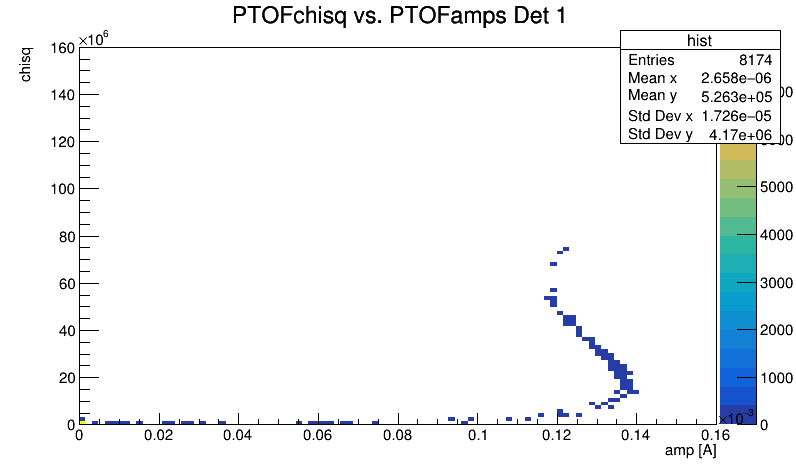 PTOFchisq vs. PTOFamps Det 1
×10⁶
chisq
160
140
120
100
80
60
40
20
0
hist
Entries 8174
Mean x 2.658e−06
Mean y 5.263e+05
Std Dev x 1.726e−05
Std Dev y 4.17e+06
5000
4000
3000
2000
1000
0
0 0.02 0.04 0.06 0.08 0.1 0.12 0.14 0.16
×10⁻³
amp [A]